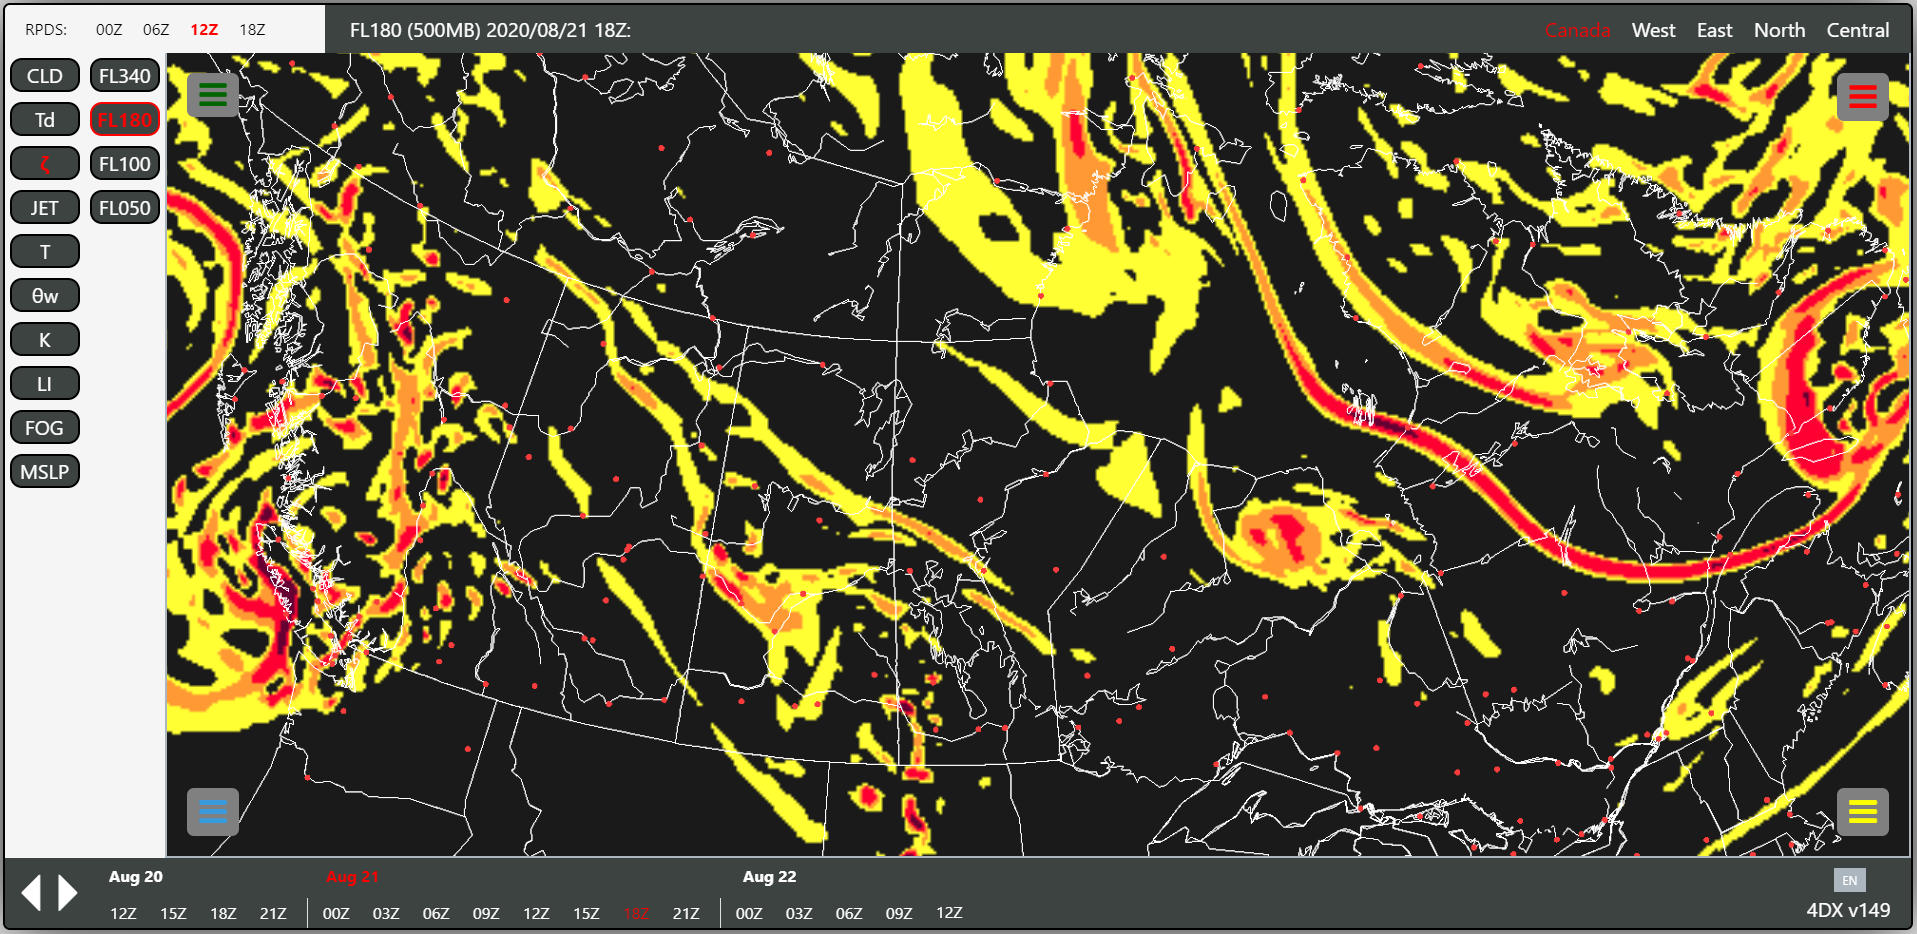 RPDS: 00Z 06Z 12Z 18Z
FL180 (500MB) 2020/08/21 18Z:
Canada West East North Central
CLD FL340
Td FL180
ζ FL100
JET FL050
T
θw
K
LI
FOG
MSLP
Aug 20 Aug 21 Aug 22
12Z 15Z 18Z 21Z 00Z 03Z 06Z 09Z 12Z 15Z 18Z 21Z 00Z 03Z 06Z 09Z 12Z
EN
4DX v149